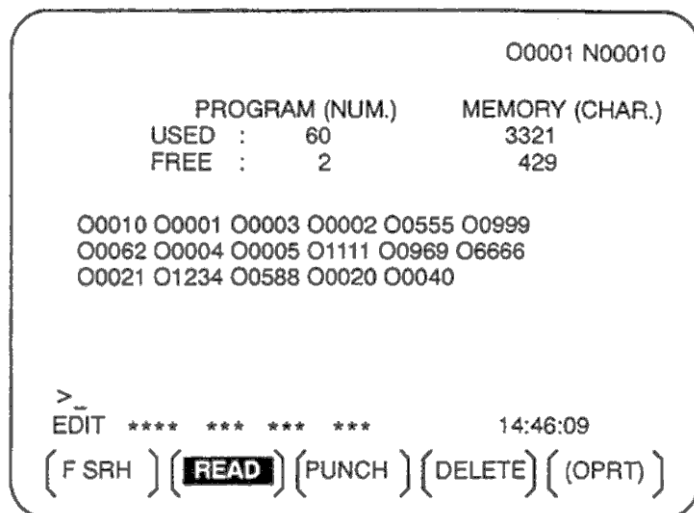 O0001 N00010
PROGRAM (NUM.) MEMORY (CHAR.)
USED : 60 3321
FREE : 2 429
O0010 O0001 O0003 O0002 O0555 O0999
O0062 O0004 O0005 O1111 O0969 O6666
O0021 O1234 O0588 O0020 O0040
>_
EDIT **** *** *** *** 14:46:09
F SRH READ PUNCH DELETE (OPRT)